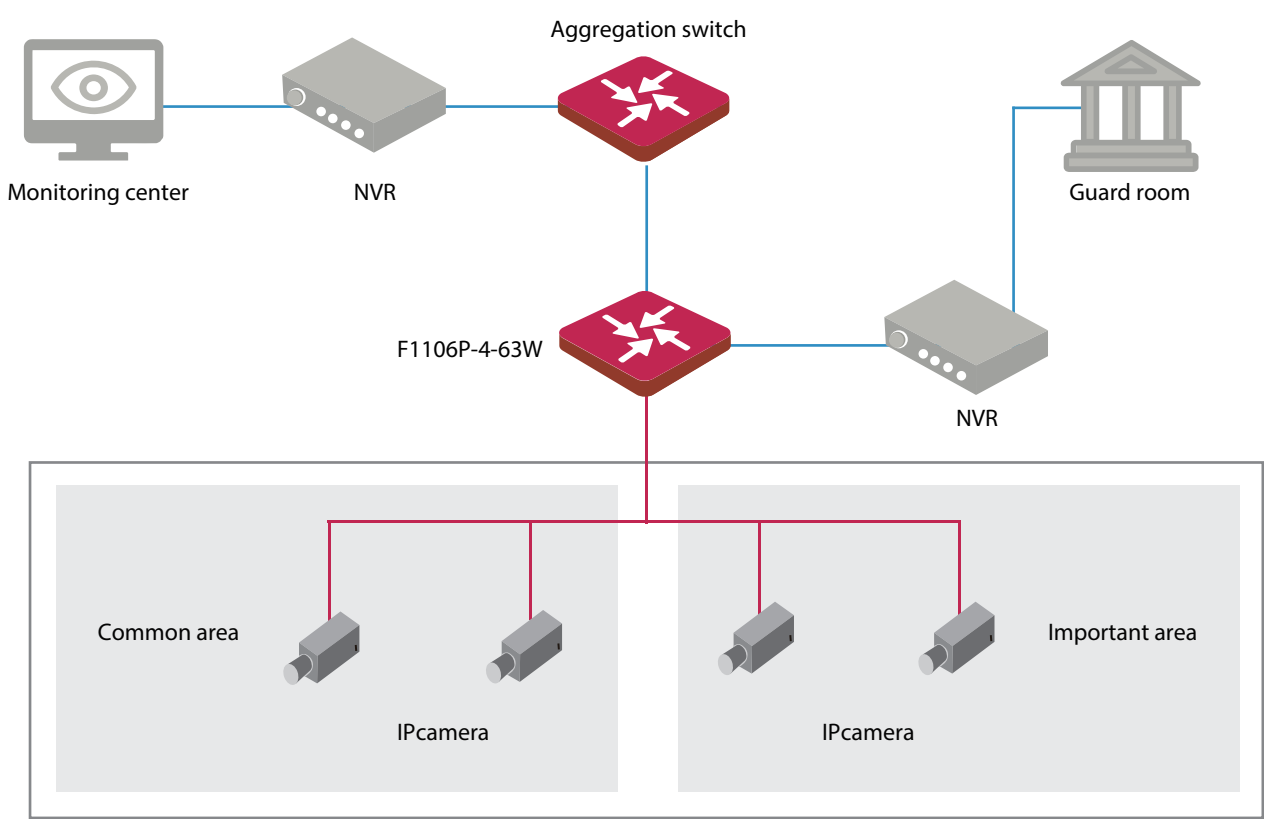 Aggregation switch
Monitoring center
NVR
Guard room
F1106P-4-63W
NVR
Common area
Important area
IPcamera
IPcamera